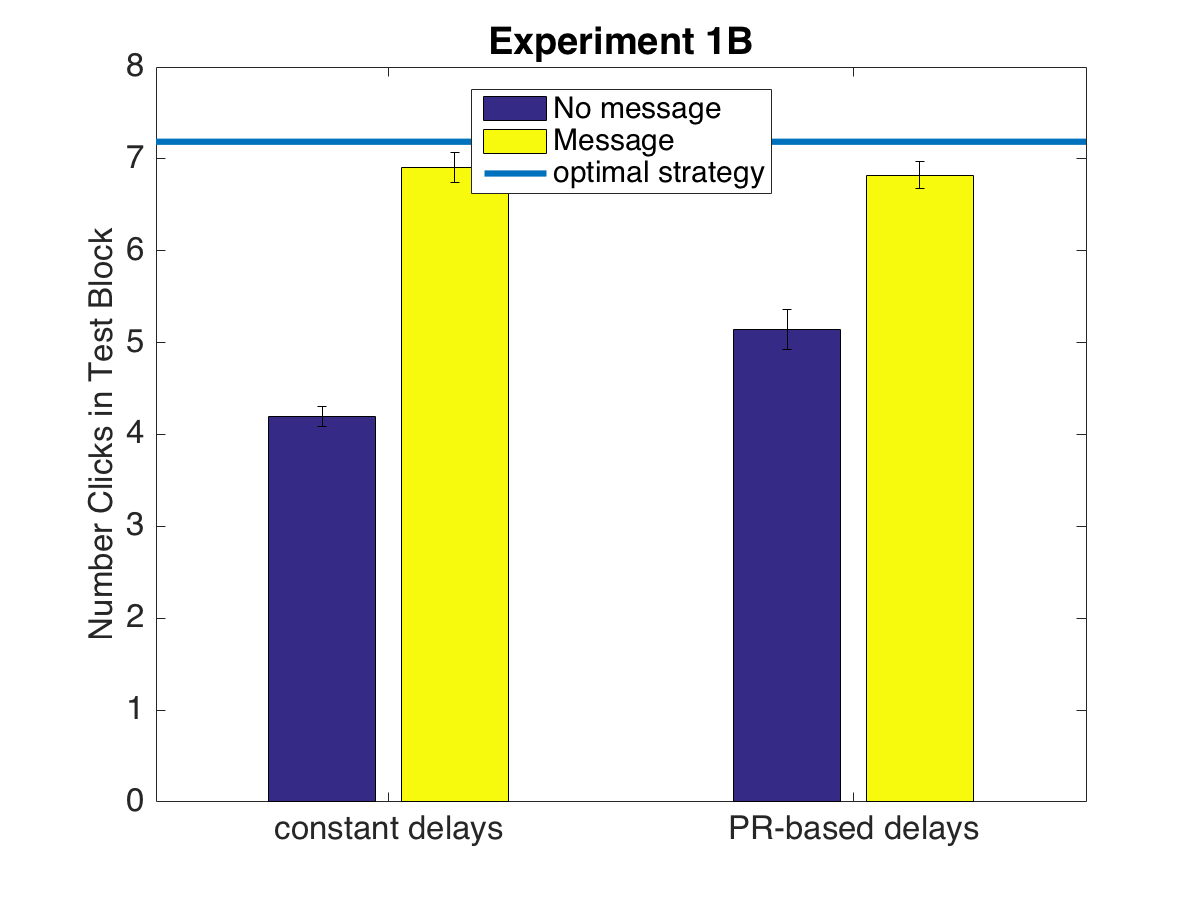 Experiment 1B
No message
Message
optimal strategy
Number Clicks in Test Block
8
7
6
5
4
3
2
1
0
constant delays
PR-based delays